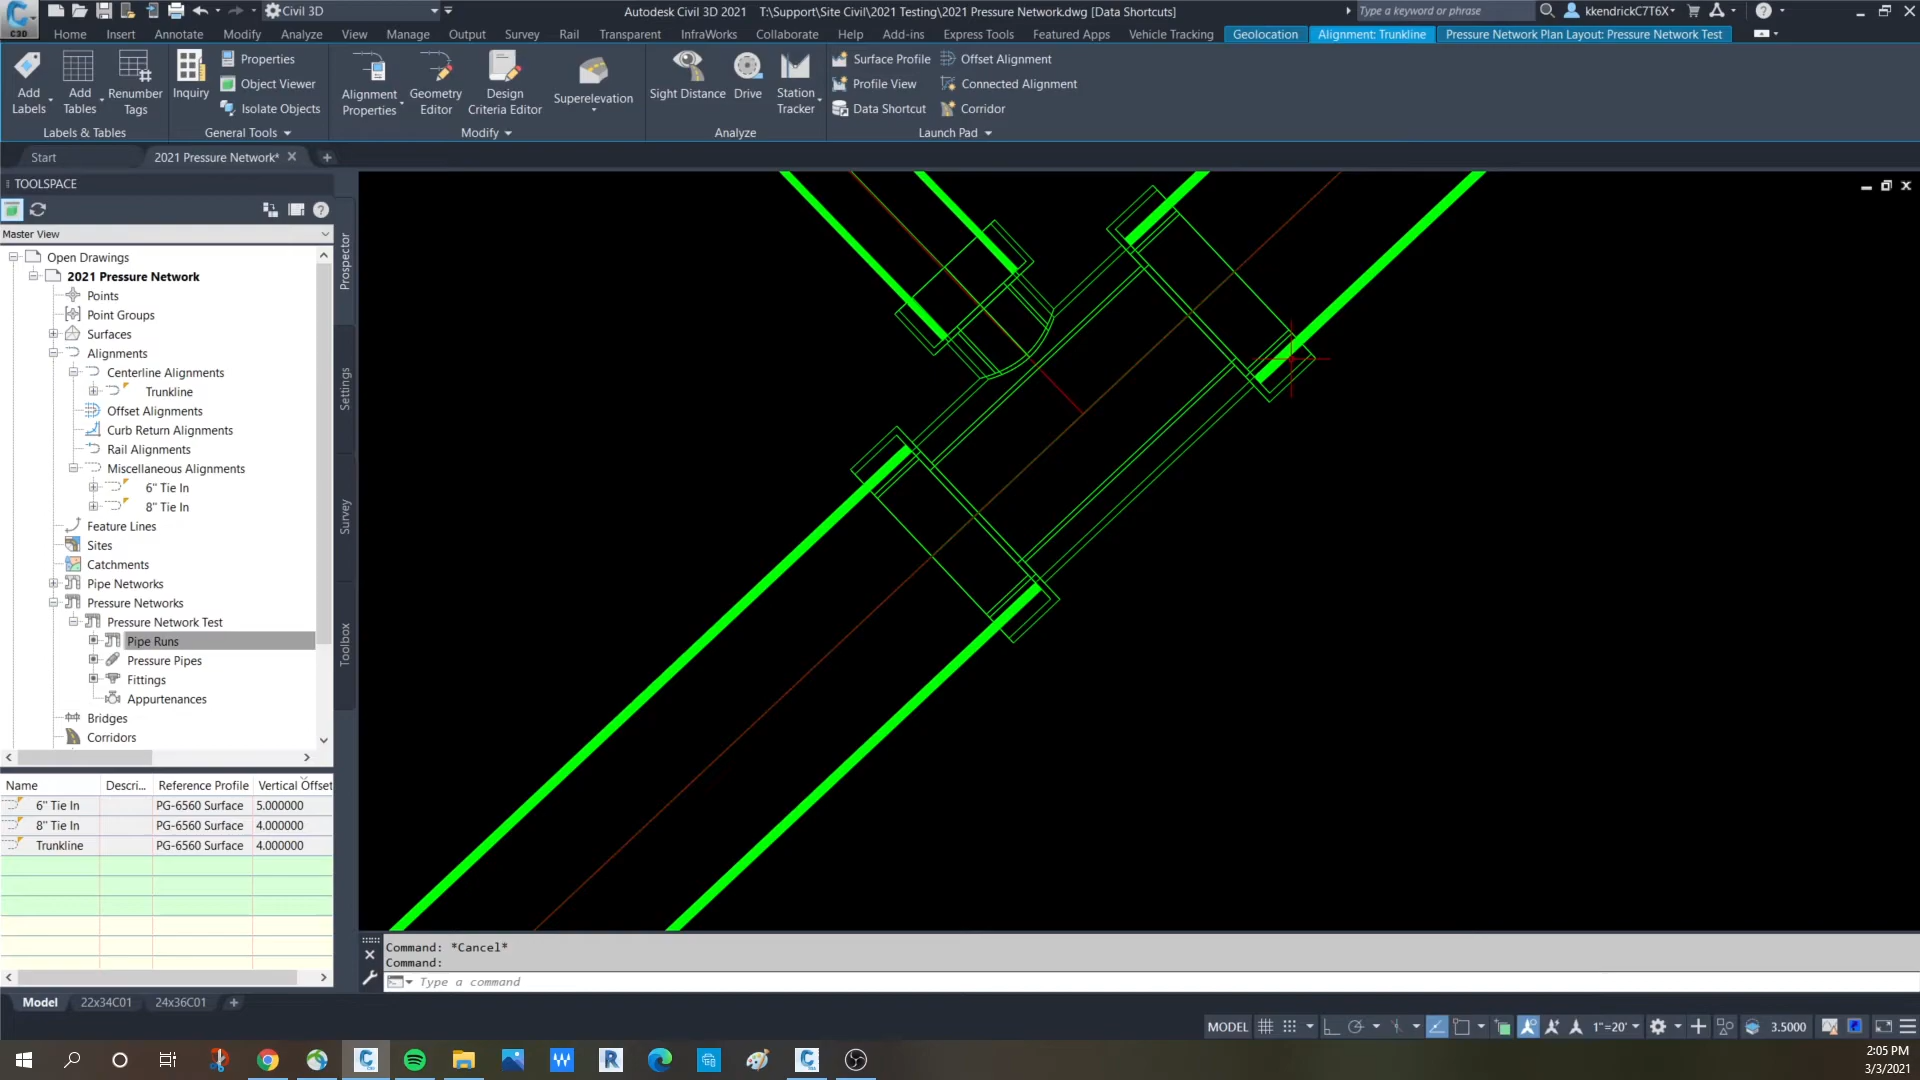 Civil 3D
Autodesk Civil 3D 2021 T:\Support\Site Civil\2021 Testing\2021 Pressure Network.dwg [Data Shortcuts]
Type a keyword or phrase
kkendrickC7T6X
C3D
Home Insert Annotate Modify Analyze View Manage Output Survey Rail Transparent InfraWorks Collaborate Help Add-ins Express Tools Featured Apps Vehicle Tracking Geolocation Alignment: Trunkline Pressure Network Plan Layout: Pressure Network Test
Add Labels
Add Tables
Renumber Tags
Labels & Tables
Inquiry
Properties
Object Viewer
Isolate Objects
General Tools
Alignment Properties
Geometry Editor
Design Criteria Editor
Superelevation
Modify
Sight Distance
Drive
Station Tracker
Analyze
Surface Profile
Profile View
Data Shortcut
Offset Alignment
Connected Alignment
Corridor
Launch Pad
Start
2021 Pressure Network*
TOOLSPACE
Master View
Open Drawings
2021 Pressure Network
Points
Point Groups
Surfaces
Alignments
Centerline Alignments
Trunkline
Offset Alignments
Curb Return Alignments
Rail Alignments
Miscellaneous Alignments
6" Tie In
8" Tie In
Feature Lines
Sites
Catchments
Pipe Networks
Pressure Networks
Pressure Network Test
Pipe Runs
Pressure Pipes
Fittings
Appurtenances
Bridges
Corridors
Prospector
Settings
Survey
Toolbox
Name Descri... Reference Profile Vertical Offset
6" Tie In PG-6560 Surface 5.000000
8" Tie In PG-6560 Surface 4.000000
Trunkline PG-6560 Surface 4.000000
Command: *Cancel*
Command:
Type a command
Model 22x34C01 24x36C01
MODEL 1"=20' 3.5000
2:05 PM
3/3/2021